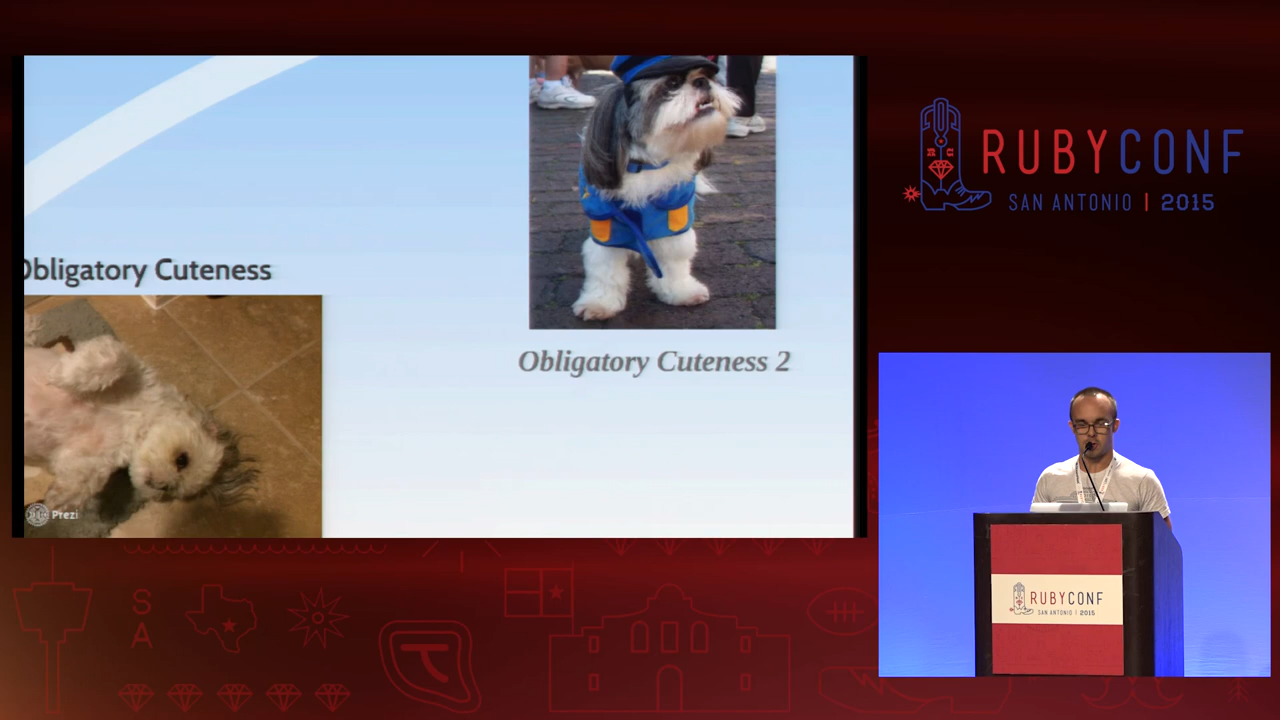 RUBYCONF
SAN ANTONIO | 2015
Obligatory Cuteness
Obligatory Cuteness 2
Prezi
RUBYCONF
SAN ANTONIO | 2015
S
A